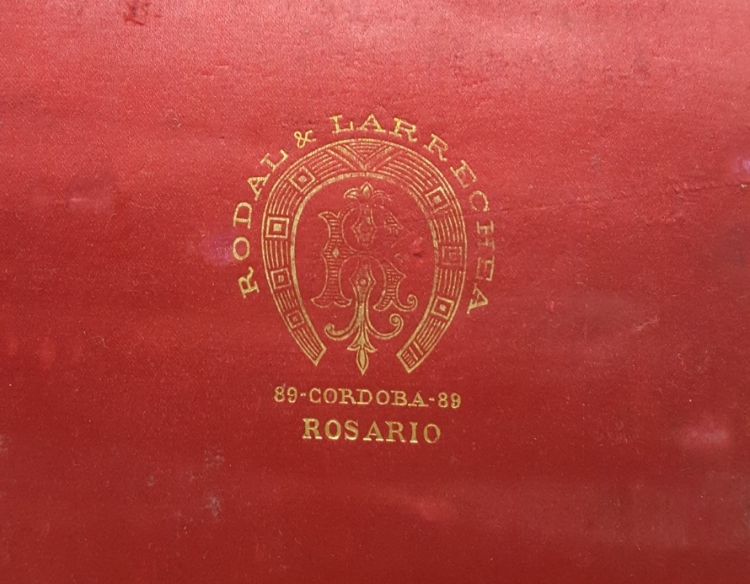 RODAL & LARRECHEA
R
89-CORDOBA-89
ROSARIO